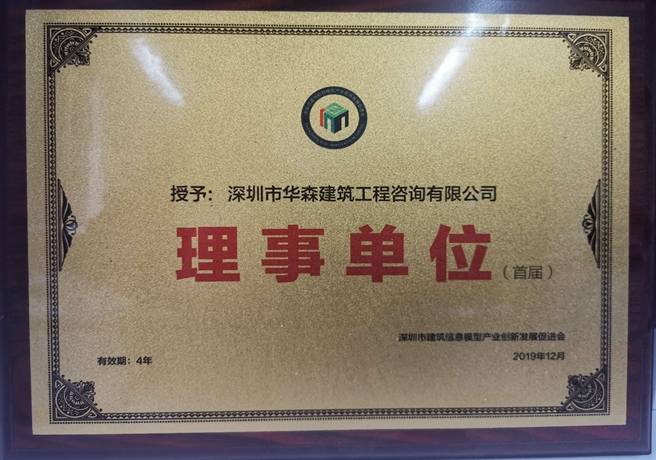 授予：深圳市华森建筑工程咨询有限公司
理事单位（首届）
深圳市建筑信息模型产业创新发展促进会
有效期：4年
2019年12月